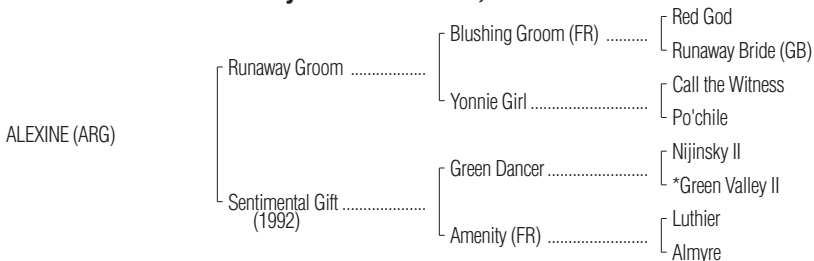 Red God
Blushing Groom (FR) ..........
Runaway Bride (GB)
Runaway Groom ..................
Call the Witness
Yonnie Girl ............................
Po'chile
ALEXINE (ARG)
Nijinsky II
Green Dancer ........................
*Green Valley II
Sentimental Gift ....................
(1992)
Luthier
Amenity (FR) ........................
Almyre